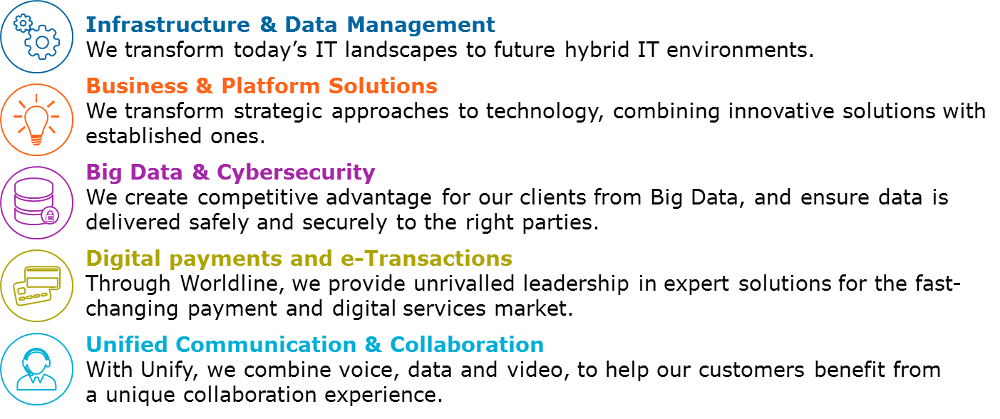 Infrastructure & Data Management
We transform today’s IT landscapes to future hybrid IT environments.
Business & Platform Solutions
We transform strategic approaches to technology, combining innovative solutions with
established ones.
Big Data & Cybersecurity
We create competitive advantage for our clients from Big Data, and ensure data is
delivered safely and securely to the right parties.
Digital payments and e-Transactions
Through Worldline, we provide unrivalled leadership in expert solutions for the fast-
changing payment and digital services market.
Unified Communication & Collaboration
With Unify, we combine voice, data and video, to help our customers benefit from
a unique collaboration experience.